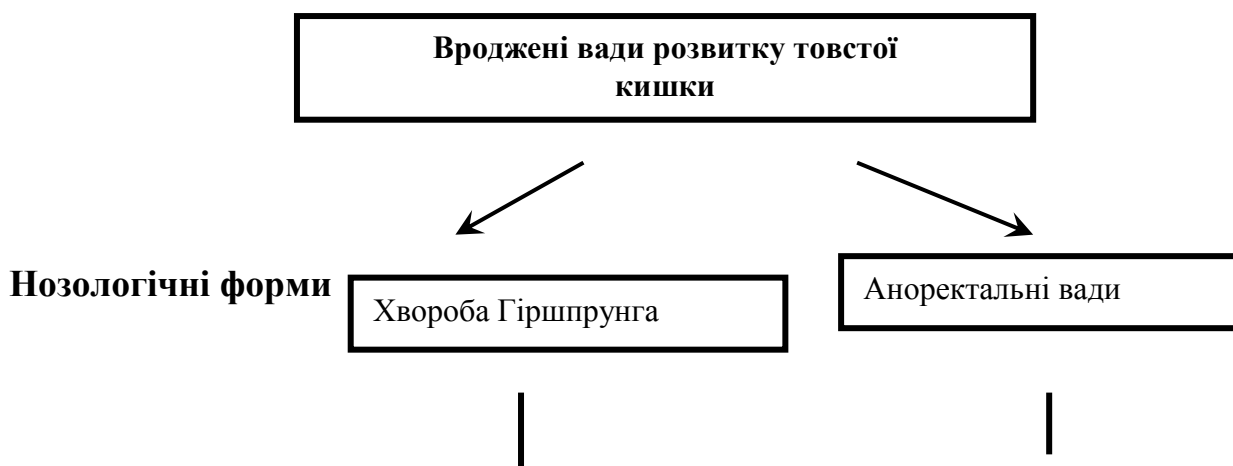 Вроджені вади розвитку товстої
кишки
Нозологічні форми
Хвороба Гіршпрунга
Аноректальні вади